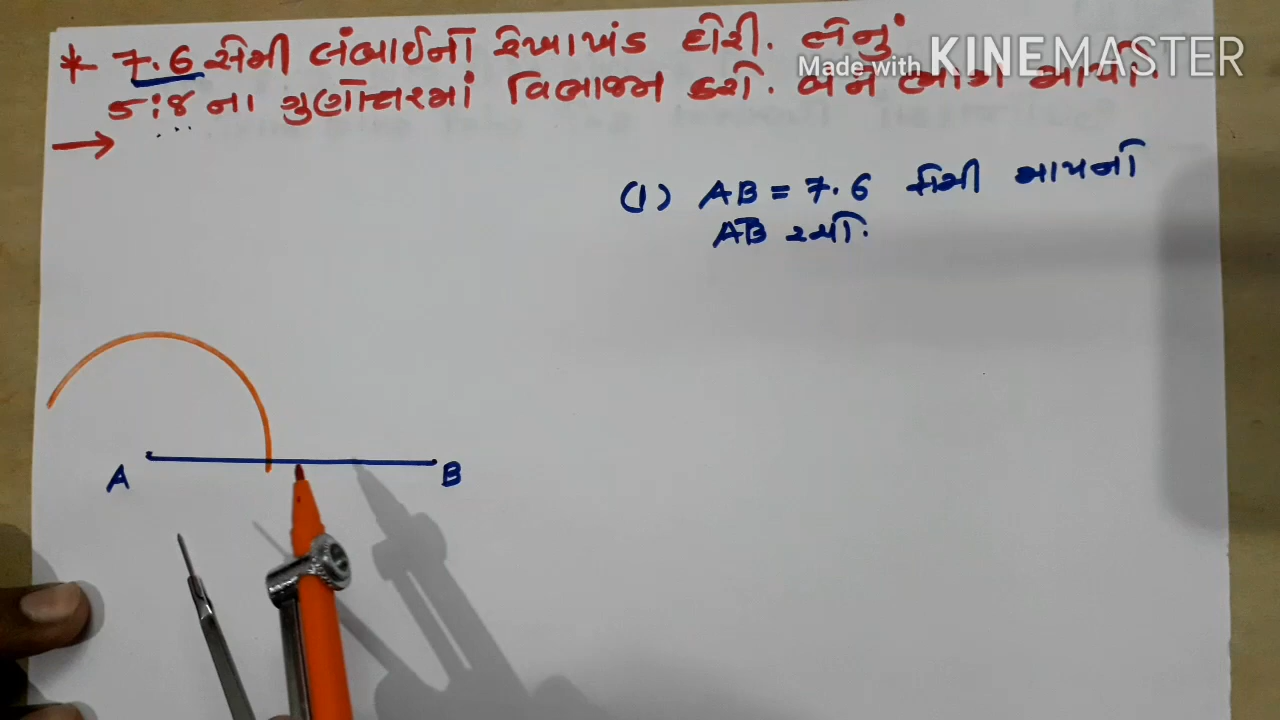 * 7.6 સેમી લંબાઈનો રેખાખંડ દોરી. તેનું
5:8 ના ગુણોત્તરમાં વિભાજન કરો. બંને ભાગ માપો.
Made with KINEMASTER
→
(1) AB = 7.6 સેમી માપનો
AB રચો.
A
B